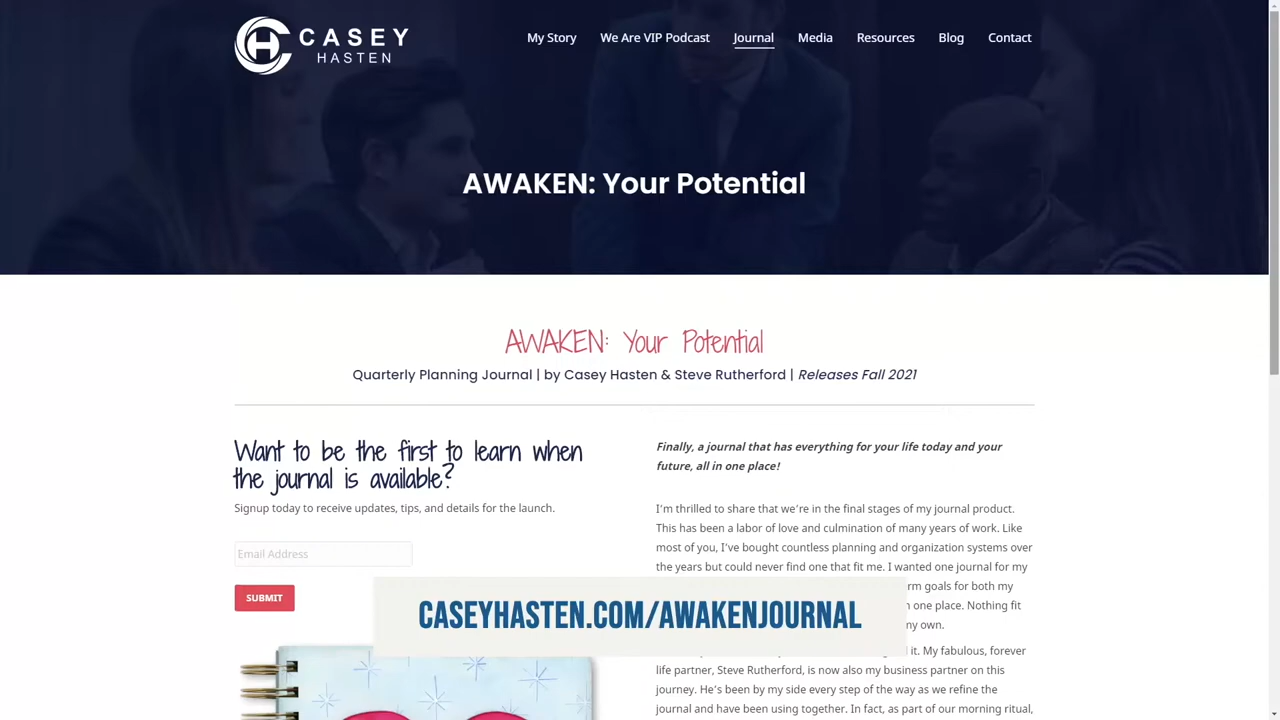 CASEY
HASTEN
My Story
We Are VIP Podcast
Journal
Media
Resources
Blog
Contact
AWAKEN: Your Potential
AWAKEN: Your Potential
Quarterly Planning Journal | by Casey Hasten & Steve Rutherford | Releases Fall 2021
Want to be the first to learn when
the journal is available?
Signup today to receive updates, tips, and details for the launch.
Email Address
SUBMIT
Finally, a journal that has everything for your life today and your
future, all in one place!
I'm thrilled to share that we're in the final stages of my journal product.
This has been a labor of love and culmination of many years of work. Like
most of you, I've bought countless planning and organization systems over
the years but could never find one that fit me. I wanted one journal for my
goals for both my
one place. Nothing fit
my own.
it. My fabulous, forever
life partner, Steve Rutherford, is now also my business partner on this
journey. He's been by my side every step of the way as we refine the
journal and have been using together. In fact, as part of our morning ritual,
CASEYHASTEN.COM/AWAKENJOURNAL